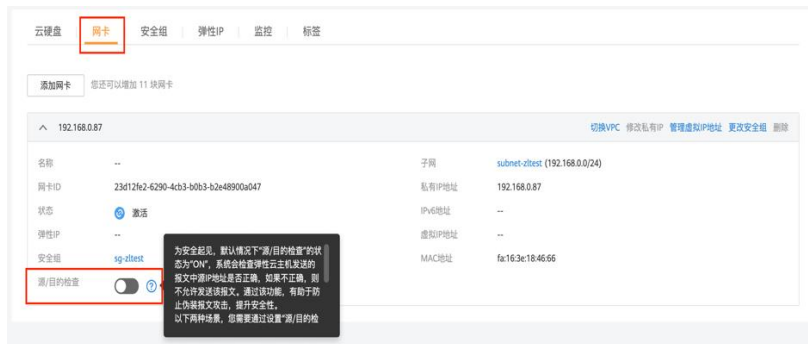 云硬盘 网卡 安全组 弹性IP 监控 标签
添加网卡 您还可以增加 11 块网卡
192.168.0.87 切换VPC 修改私有IP 管理虚拟IP地址 更改安全组 删除
名称 -- 子网 subnet-zltest (192.168.0.0/24)
网卡ID 23d12fe2-6290-4cb3-b0b3-b2e48900a047 私有IP地址 192.168.0.87
状态 激活 IPv6地址 --
弹性IP -- 虚拟IP地址 --
安全组 sg-zltest MAC地址 fa:16:3e:18:46:66
源/目的检查
为安全起见，默认情况下“源/目的检查”的状
态为“ON”，系统会检查弹性云主机发送的
报文中源IP地址是否正确，如果不正确，则
不允许发送该报文。通过该功能，有助于防
止伪装报文攻击，提升安全性。
以下两种场景，您需要通过设置“源/目的检